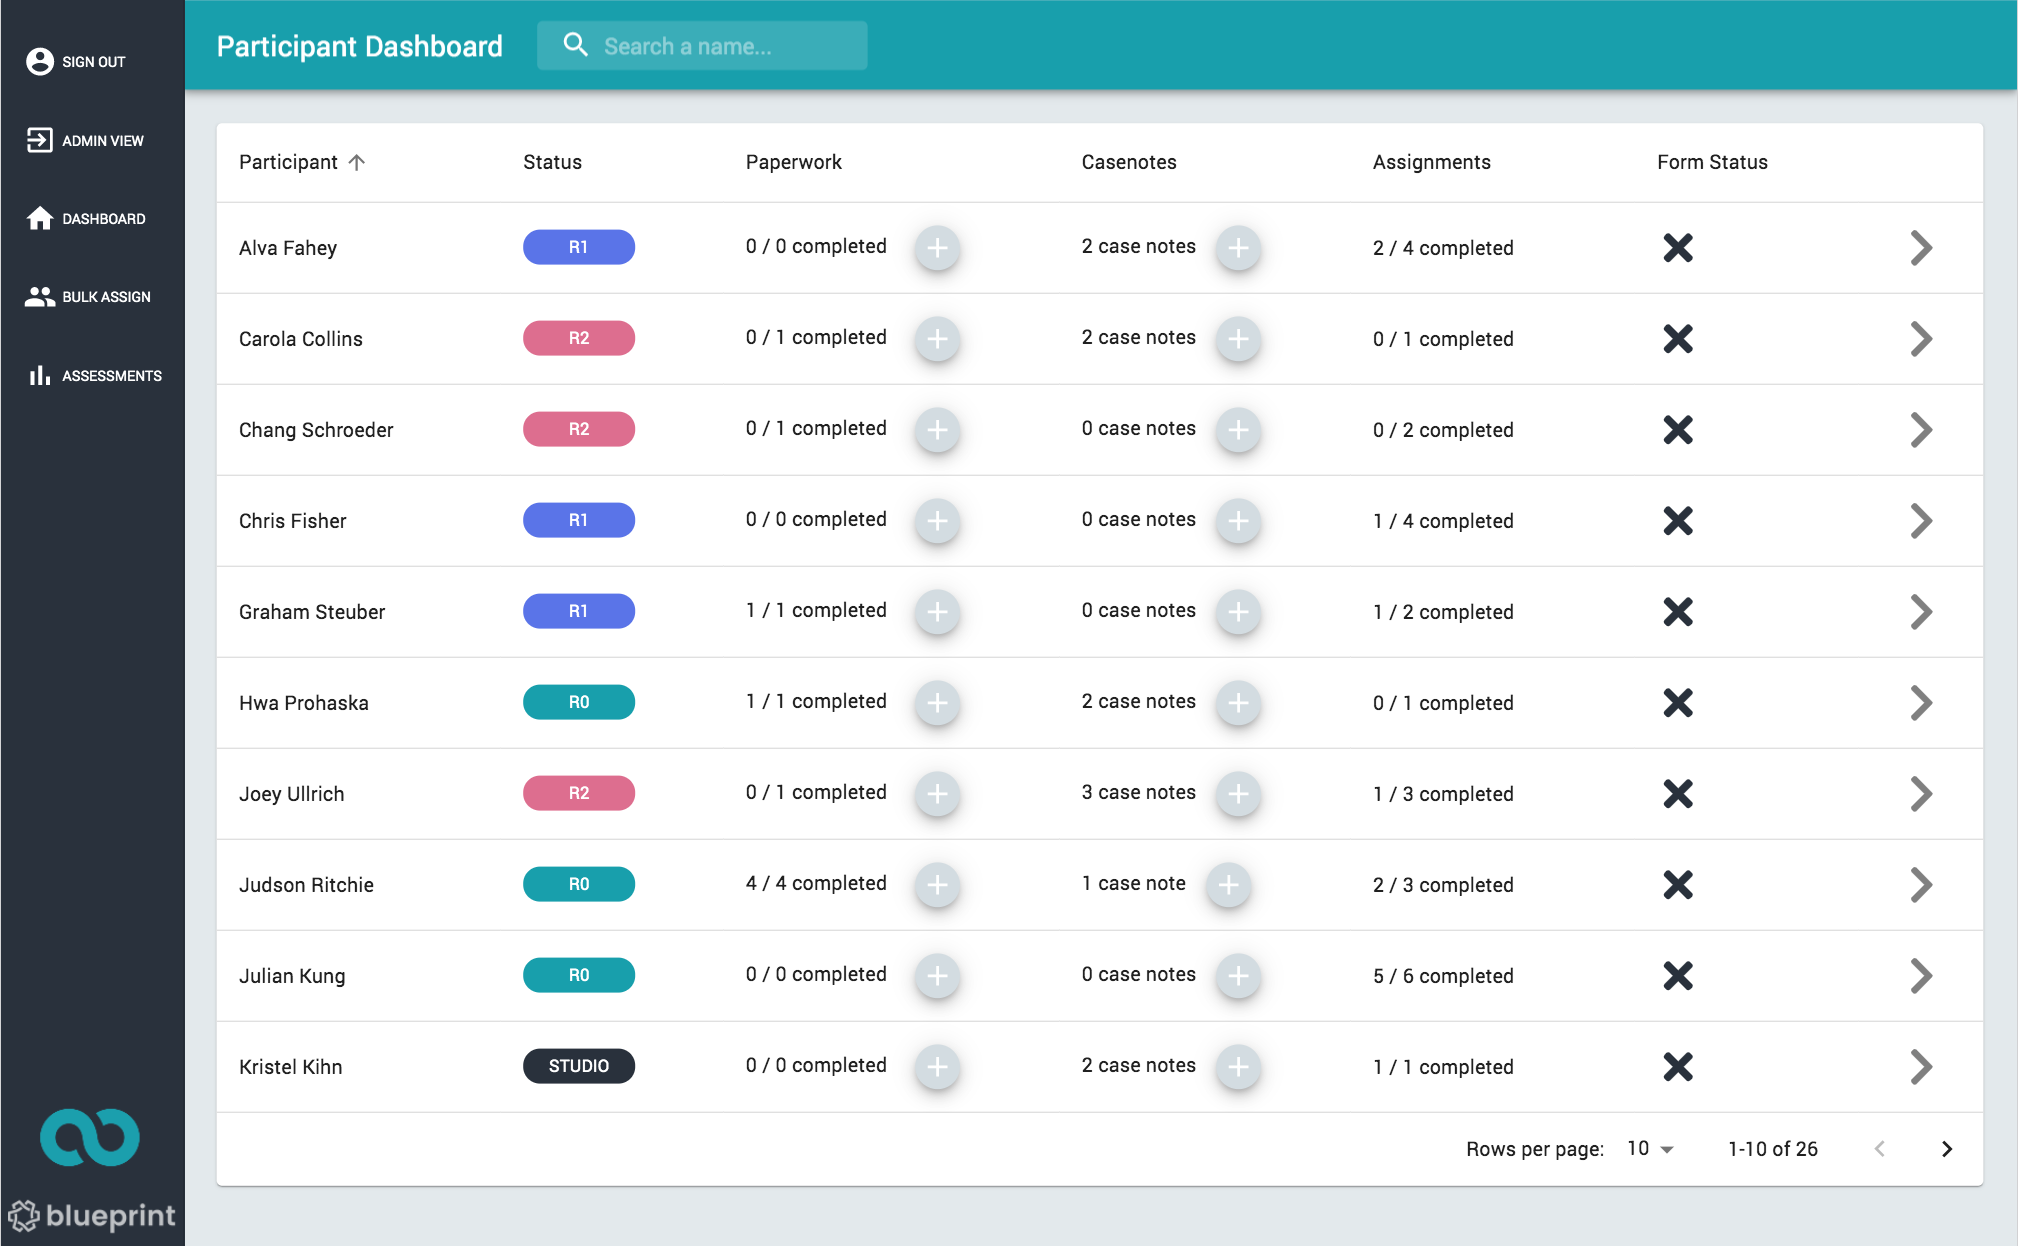 SIGN OUT
ADMIN VIEW
DASHBOARD
BULK ASSIGN
ASSESSMENTS
blueprint
Participant Dashboard
Search a name...
Participant Status Paperwork Casenotes Assignments Form Status
Alva Fahey R1 0 / 0 completed 2 case notes 2 / 4 completed
Carola Collins R2 0 / 1 completed 2 case notes 0 / 1 completed
Chang Schroeder R2 0 / 1 completed 0 case notes 0 / 2 completed
Chris Fisher R1 0 / 0 completed 0 case notes 1 / 4 completed
Graham Steuber R1 1 / 1 completed 0 case notes 1 / 2 completed
Hwa Prohaska R0 1 / 1 completed 2 case notes 0 / 1 completed
Joey Ullrich R2 0 / 1 completed 3 case notes 1 / 3 completed
Judson Ritchie R0 4 / 4 completed 1 case note 2 / 3 completed
Julian Kung R0 0 / 0 completed 0 case notes 5 / 6 completed
Kristel Kihn STUDIO 0 / 0 completed 2 case notes 1 / 1 completed
Rows per page: 10 1-10 of 26